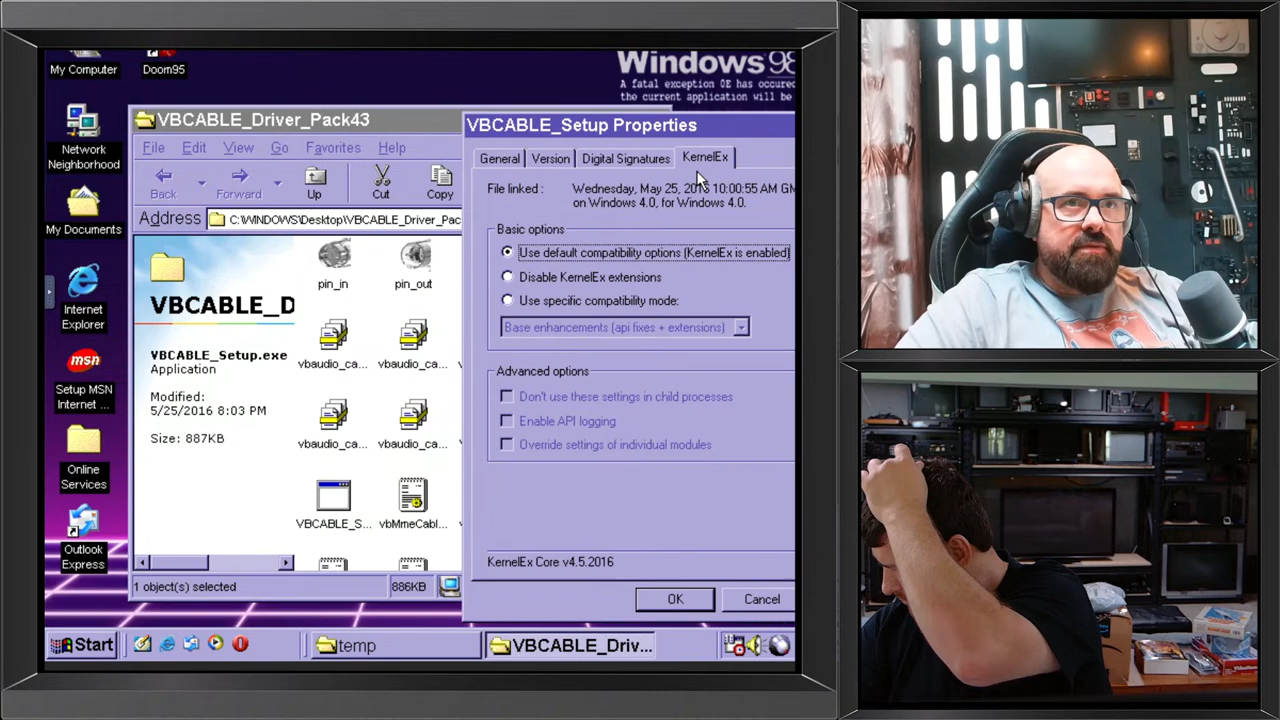 Windows 98
A fatal exception 0E has occured
the current application will be
My Computer
Doom95
Network
Neighborhood
My Documents
Internet
Explorer
Setup MSN
Internet ...
Online
Services
Outlook
Express
VBCABLE_Driver_Pack43
File Edit View Go Favorites Help
Back
Forward
Up
Cut
Copy
Address
C:\WINDOWS\Desktop\VBCABLE_Driver_Pac
VBCABLE_D
VBCABLE_Setup.exe
Application
Modified:
5/25/2016 8:03 PM
Size: 887KB
pin_in
pin_out
vbaudio_ca...
vbaudio_ca...
vbaudio_ca...
vbaudio_ca...
VBCABLE_S...
vbMmeCabl...
1 object(s) selected
886KB
VBCABLE_Setup Properties
General Version Digital Signatures KernelEx
File linked : Wednesday, May 25, 2016 10:00:55 AM GM
on Windows 4.0, for Windows 4.0.
Basic options
Use default compatibility options (KernelEx is enabled)
Disable KernelEx extensions
Use specific compatibility mode:
Base enhancements (api fixes + extensions)
Advanced options
Don't use these settings in child processes
Enable API logging
Override settings of individual modules
KernelEx Core v4.5.2016
OK
Cancel
Start
temp
VBCABLE_Driv...
msn